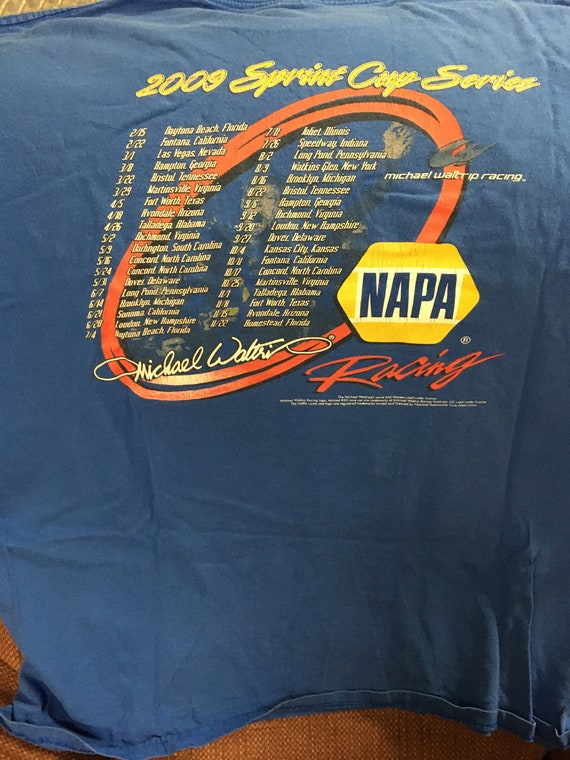 2009 Sprint Cup Series
2/15 Daytona Beach, Florida
2/22 Fontana, California
3/1 Las Vegas, Nevada
3/8 Hampton, Georgia
3/22 Bristol, Tennessee
3/29 Martinsville, Virginia
4/5 Fort Worth, Texas
4/18 Avondale, Arizona
4/26 Talladega, Alabama
5/2 Richmond, Virginia
5/9 Darlington, South Carolina
5/16 Concord, North Carolina
5/24 Concord, North Carolina
5/31 Dover, Delaware
6/7 Long Pond, Pennsylvania
6/14 Brooklyn, Michigan
6/21 Sonoma, California
6/28 Loudon, New Hampshire
7/4 Daytona Beach, Florida
7/11 Joliet, Illinois
7/26 Speedway, Indiana
8/2 Long Pond, Pennsylvania
8/9 Watkins Glen, New York
8/16 Brooklyn, Michigan
8/22 Bristol, Tennessee
9/6 Hampton, Georgia
9/12 Richmond, Virginia
9/20 Loudon, New Hampshire
9/27 Dover, Delaware
10/4 Kansas City, Kansas
10/11 Fontana, California
10/17 Concord, North Carolina
10/25 Martinsville, Virginia
11/1 Talladega, Alabama
11/8 Fort Worth, Texas
11/15 Avondale, Arizona
11/22 Homestead, Florida
michael waltrip racing.
NAPA
®
Michael Waltrip
Racing